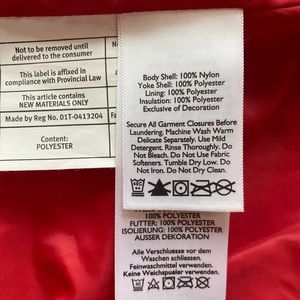 Not to be removed until
delivered to the consumer
This label is affixed in
compliance with Provincial Law
This article contains
NEW MATERIALS ONLY
Made by Reg No. 01T-0413204
Content:
POLYESTER
Body Shell: 100% Nylon
Yoke Shell: 100% Polyester
Lining: 100% Polyester
Insulation: 100% Polyester
Exclusive of Decoration
Secure All Garment Closures Before
Laundering. Machine Wash Warm
Delicate Separately. Use Mild
Detergent. Rinse Thoroughly. Do
Not Bleach. Do Not Use Fabric
Softeners. Tumble Dry Low. Do
Not Iron. Do Not Dry Clean.
100% POLYESTER
FUTTER: 100% POLYESTER
ISOLIERUNG: 100% POLYESTER
AUSSER DEKORATION
Alle Verschlusse vor dem
Waschen schließen.
Feinwaschmittel verwenden.
Keine Weichspueler verwenden.